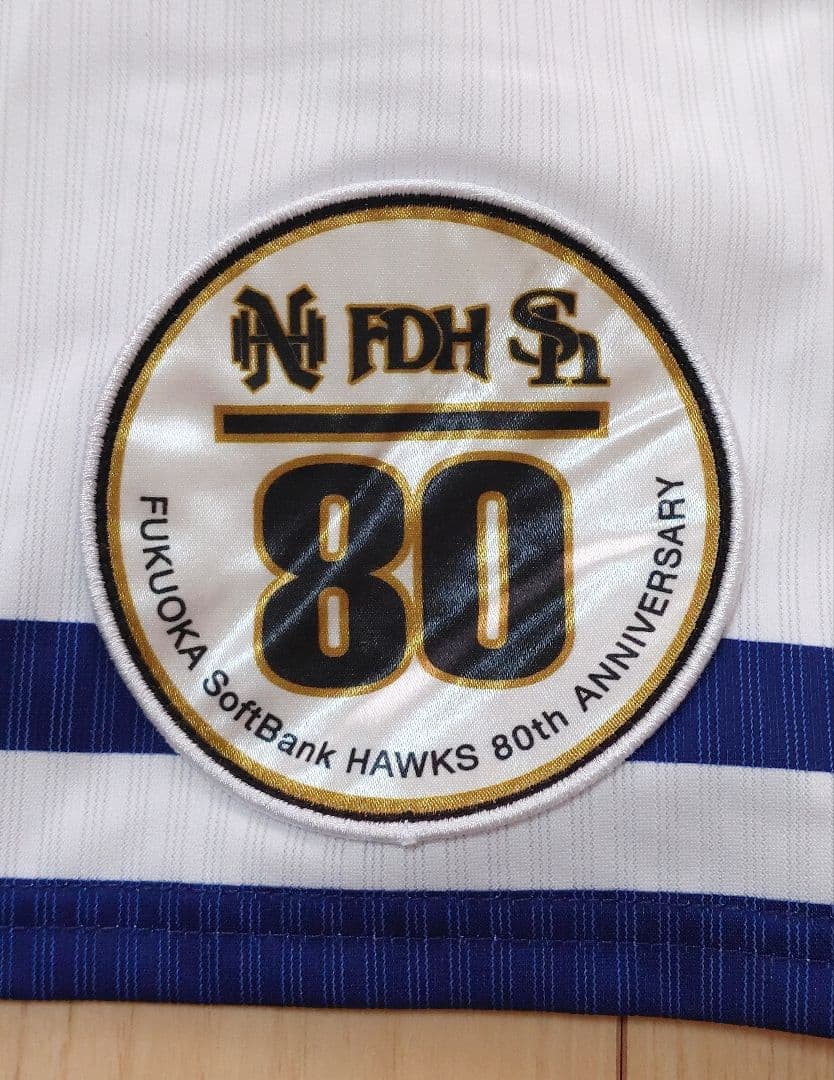 NH FDH Sh
80
FUKUOKA SoftBank HAWKS 80th ANNIVERSARY